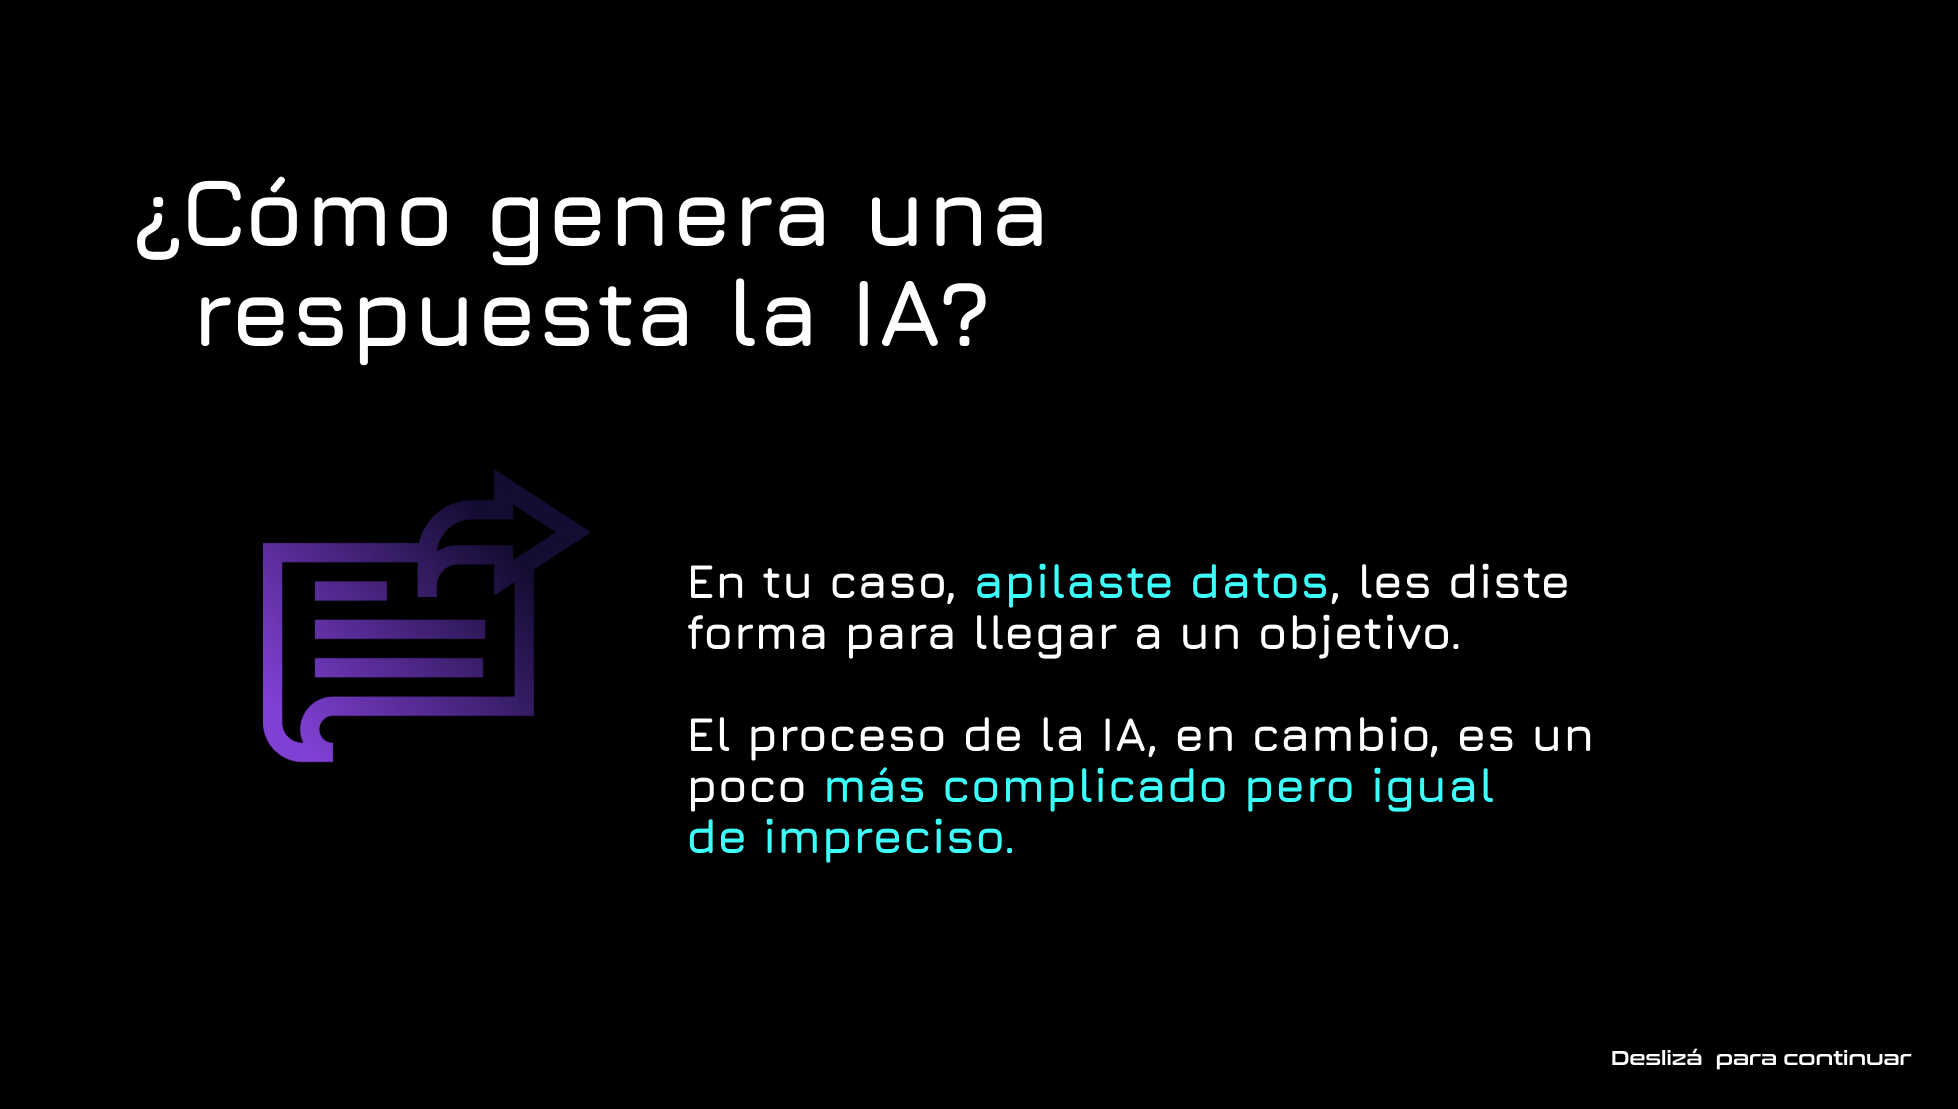 ¿Cómo genera una
respuesta la IA?
En tu caso, apilaste datos, les diste
forma para llegar a un objetivo.
El proceso de la IA, en cambio, es un
poco más complicado pero igual
de impreciso.
Deslizá para continuar